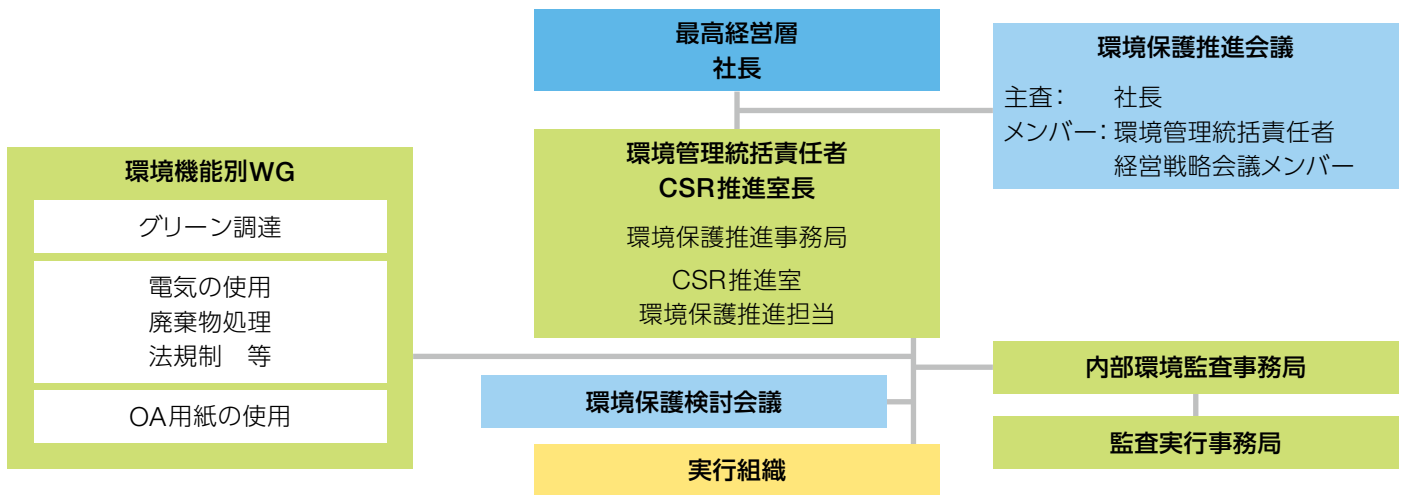 最高経営層
社長
環境保護推進会議
主査： 社長
メンバー：環境管理統括責任者
経営戦略会議メンバー
環境管理統括責任者
CSR推進室長
環境保護推進事務局
CSR推進室
環境保護推進担当
環境機能別WG
グリーン調達
電気の使用
廃棄物処理
法規制　等
OA用紙の使用
環境保護検討会議
実行組織
内部環境監査事務局
監査実行事務局